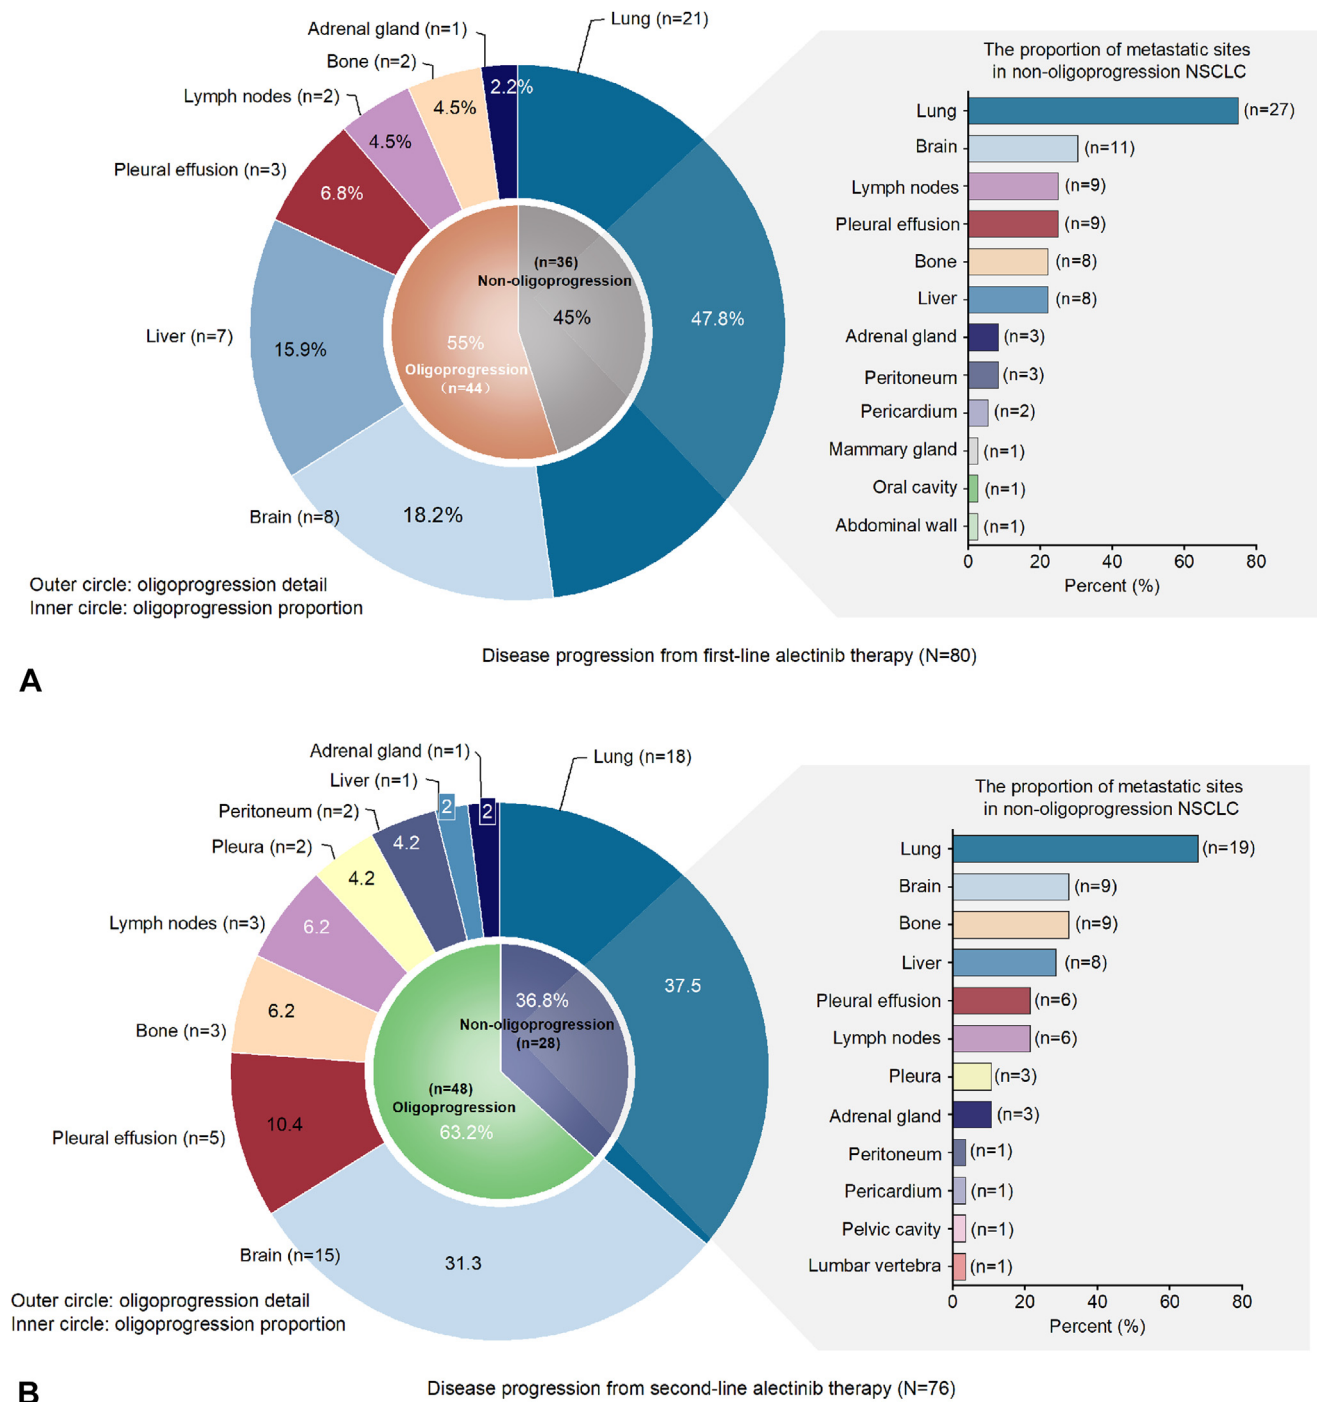 Adrenal gland (n=1)
Lung (n=21)
Bone (n=2)
Lymph nodes (n=2)
Pleural effusion (n=3)
Liver (n=7)
Brain (n=8)
2.2%
4.5%
4.5%
6.8%
15.9%
18.2%
47.8%
(n=36)
Non-oligoprogression
45%
55%
Oligoprogression
(n=44)
Outer circle: oligoprogression detail
Inner circle: oligoprogression proportion
The proportion of metastatic sites
in non-oligoprogression NSCLC
Lung (n=27)
Brain (n=11)
Lymph nodes (n=9)
Pleural effusion (n=9)
Bone (n=8)
Liver (n=8)
Adrenal gland (n=3)
Peritoneum (n=3)
Pericardium (n=2)
Mammary gland (n=1)
Oral cavity (n=1)
Abdominal wall (n=1)
0 20 40 60 80
Percent (%)
Disease progression from first-line alectinib therapy (N=80)
A
Adrenal gland (n=1)
Lung (n=18)
Liver (n=1)
Peritoneum (n=2)
Pleura (n=2)
Lymph nodes (n=3)
Bone (n=3)
Pleural effusion (n=5)
Brain (n=15)
2
2
4.2
4.2
6.2
6.2
10.4
31.3
37.5
36.8%
Non-oligoprogression
(n=28)
(n=48)
Oligoprogression
63.2%
Outer circle: oligoprogression detail
Inner circle: oligoprogression proportion
The proportion of metastatic sites
in non-oligoprogression NSCLC
Lung (n=19)
Brain (n=9)
Bone (n=9)
Liver (n=8)
Pleural effusion (n=6)
Lymph nodes (n=6)
Pleura (n=3)
Adrenal gland (n=3)
Peritoneum (n=1)
Pericardium (n=1)
Pelvic cavity (n=1)
Lumbar vertebra (n=1)
0 20 40 60 80
Percent (%)
B
Disease progression from second-line alectinib therapy (N=76)